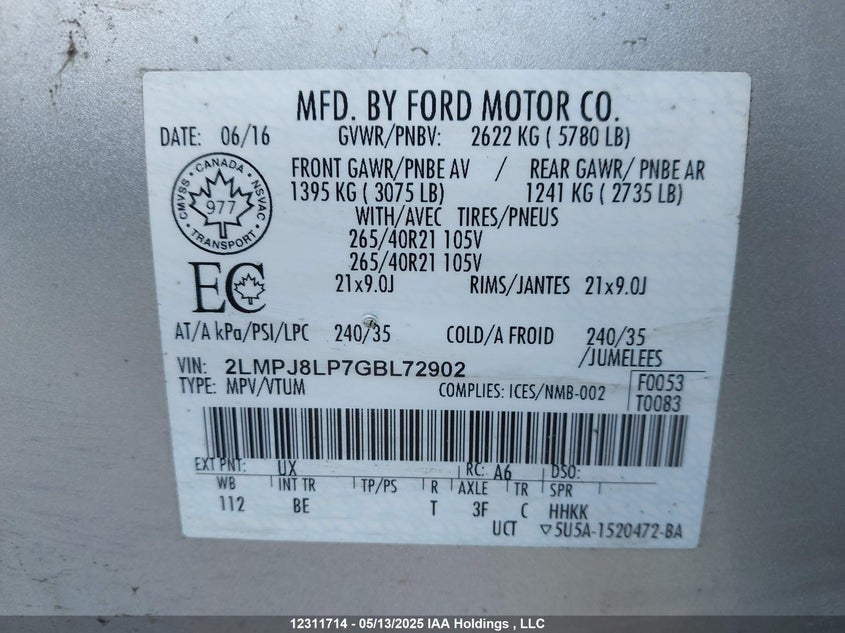 MFD. BY FORD MOTOR CO.
DATE: 06/16 GVWR/PNBV: 2622 KG ( 5780 LB)
FRONT GAWR/PNBE AV / REAR GAWR/ PNBE AR
1395 KG ( 3075 LB) 1241 KG ( 2735 LB)
WITH/AVEC TIRES/PNEUS
265/40R21 105V
265/40R21 105V
21x9.0J RIMS/JANTES 21x9.0J
CANADA
CMVSS NSVAC
977
TRANSPORT
EC
AT/A kPa/PSI/LPC 240/35 COLD/A FROID 240/35
/JUMELEES
VIN: 2LMPJ8LP7GBL72902
TYPE: MPV/VTUM COMPLIES: ICES/NMB-002
F0053
T0083
EXT PNT: UX RC: A6 DSO:
WB INT TR TP/PS R AXLE TR SPR
112 BE T 3F C HHKK
UCT ▽5U5A-1520472-BA
12311714 - 05/13/2025 IAA Holdings , LLC